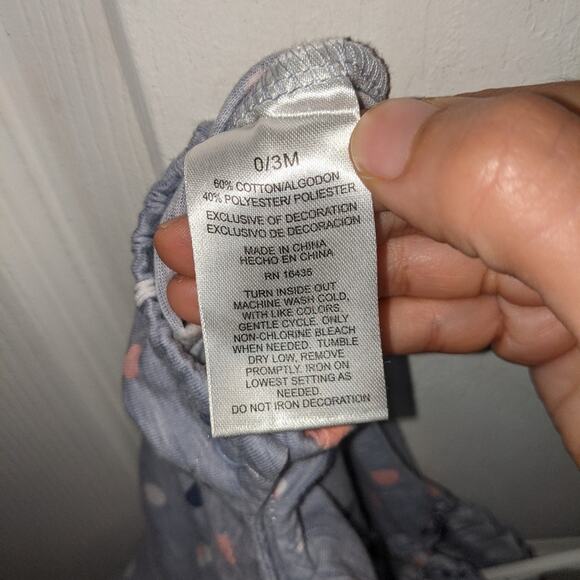 0/3M
60% COTTON/ALGODON
40% POLYESTER/ POLIESTER
EXCLUSIVE OF DECORATION
EXCLUSIVO DE DECORACION
MADE IN CHINA
HECHO EN CHINA
RN 16435
TURN INSIDE OUT
MACHINE WASH COLD,
WITH LIKE COLORS,
GENTLE CYCLE. ONLY
NON-CHLORINE BLEACH
WHEN NEEDED. TUMBLE
DRY LOW, REMOVE
PROMPTLY. IRON ON
LOWEST SETTING AS
NEEDED.
DO NOT IRON DECORATION